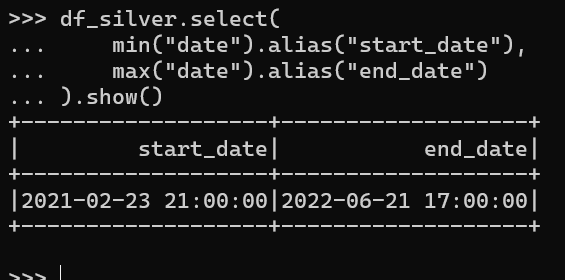 >>> df_silver.select(
...     min("date").alias("start_date"),
...     max("date").alias("end_date")
... ).show()
+-------------------+-------------------+
|         start_date|           end_date|
+-------------------+-------------------+
|2021-02-23 21:00:00|2022-06-21 17:00:00|
+-------------------+-------------------+
>>>